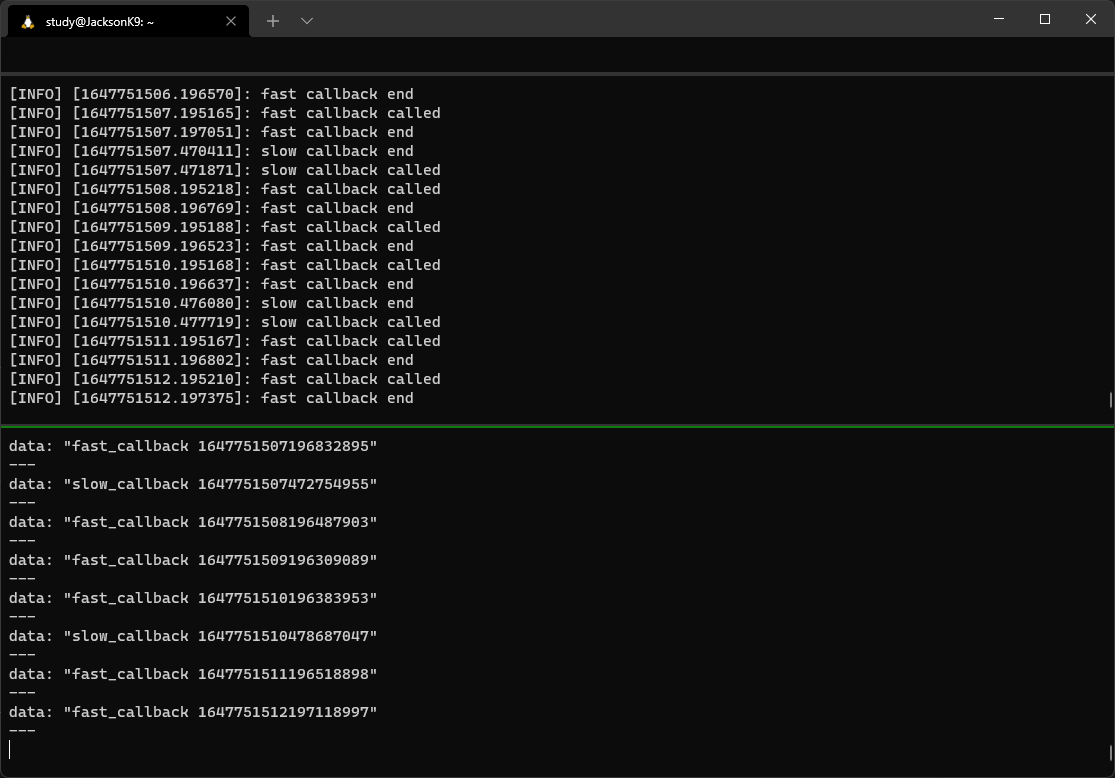 study@JacksonK9: ~
[INFO] [1647751506.196570]: fast callback end
[INFO] [1647751507.195165]: fast callback called
[INFO] [1647751507.197051]: fast callback end
[INFO] [1647751507.470411]: slow callback end
[INFO] [1647751507.471871]: slow callback called
[INFO] [1647751508.195218]: fast callback called
[INFO] [1647751508.196769]: fast callback end
[INFO] [1647751509.195188]: fast callback called
[INFO] [1647751509.196523]: fast callback end
[INFO] [1647751510.195168]: fast callback called
[INFO] [1647751510.196637]: fast callback end
[INFO] [1647751510.476080]: slow callback end
[INFO] [1647751510.477719]: slow callback called
[INFO] [1647751511.195167]: fast callback called
[INFO] [1647751511.196802]: fast callback end
[INFO] [1647751512.195210]: fast callback called
[INFO] [1647751512.197375]: fast callback end
data: "fast_callback 1647751507196832895"
---
data: "slow_callback 1647751507472754955"
---
data: "fast_callback 1647751508196487903"
---
data: "fast_callback 1647751509196309089"
---
data: "fast_callback 1647751510196383953"
---
data: "slow_callback 1647751510478687047"
---
data: "fast_callback 1647751511196518898"
---
data: "fast_callback 1647751512197118997"
---